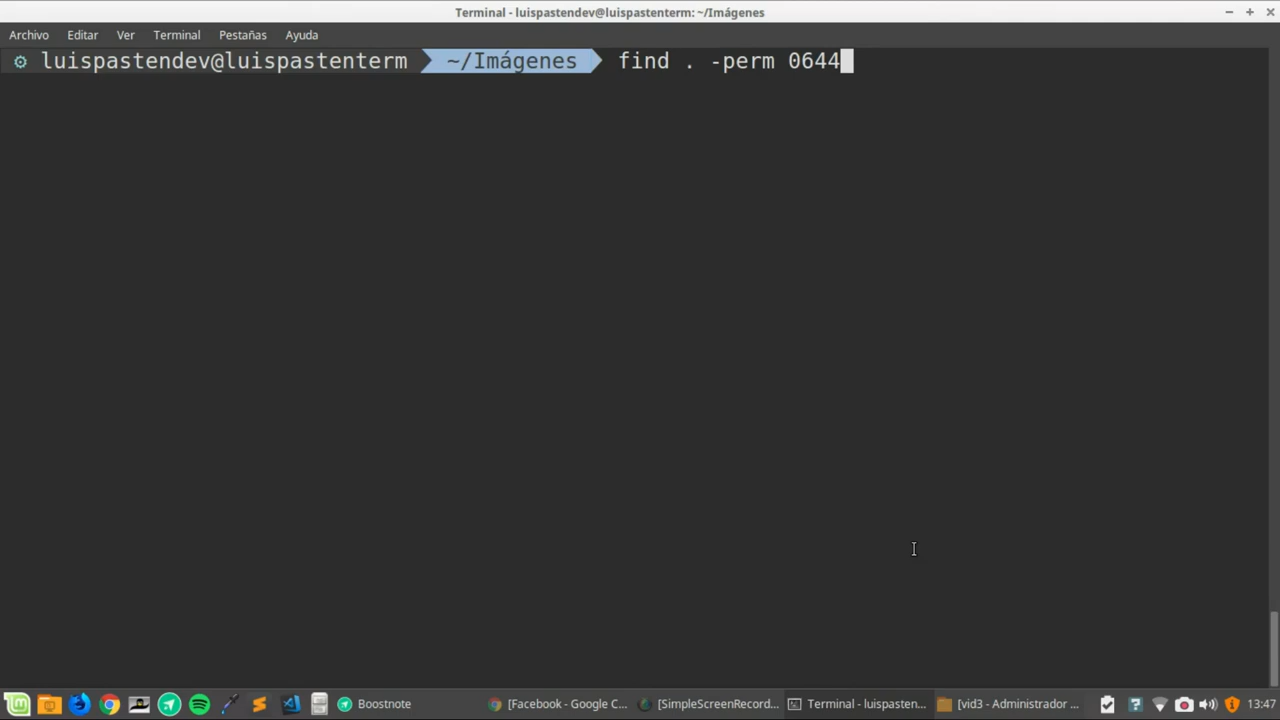 Terminal - luispastendev@luispastenterm: ~/Imágenes
Archivo Editar Ver Terminal Pestañas Ayuda
luispastendev@luispastenterm ~/Imágenes find . -perm 0644
Boostnote [Facebook - Google C... [SimpleScreenRecord... Terminal - luispasten... [vid3 - Administrador ... 13:47